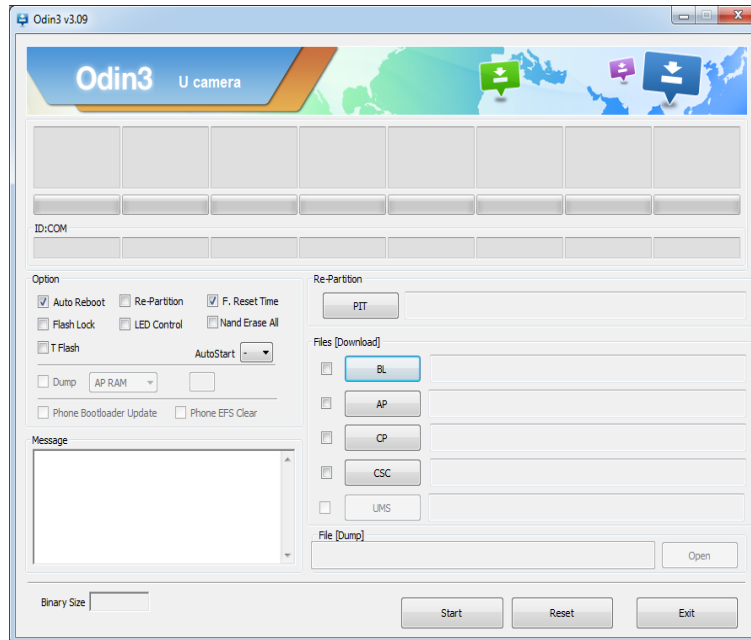 Odin3 v3.09
Odin3 U camera
ID:COM
Option
Auto Reboot Re-Partition F. Reset Time
Flash Lock LED Control Nand Erase All
T Flash AutoStart -
Dump AP RAM
Phone Bootloader Update Phone EFS Clear
Message
Re-Partition
PIT
Files [Download]
BL
AP
CP
CSC
UMS
File [Dump]
Open
Binary Size
Start Reset Exit